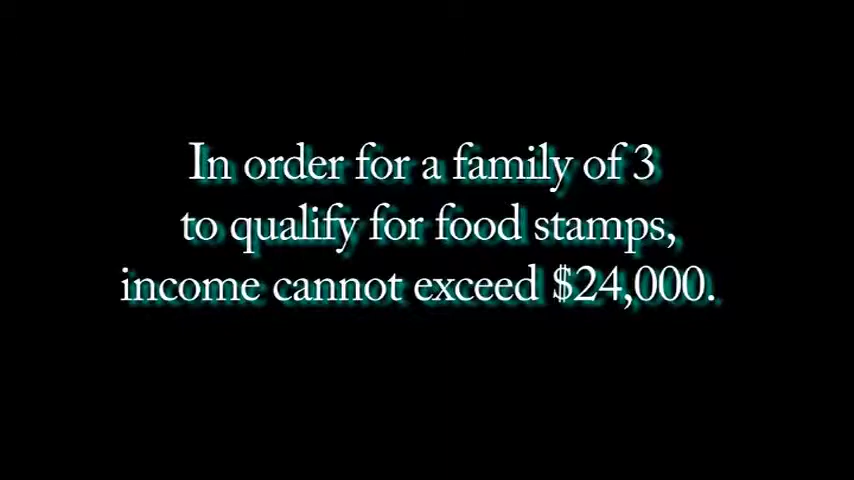 In order for a family of 3
to qualify for food stamps,
income cannot exceed $24,000.